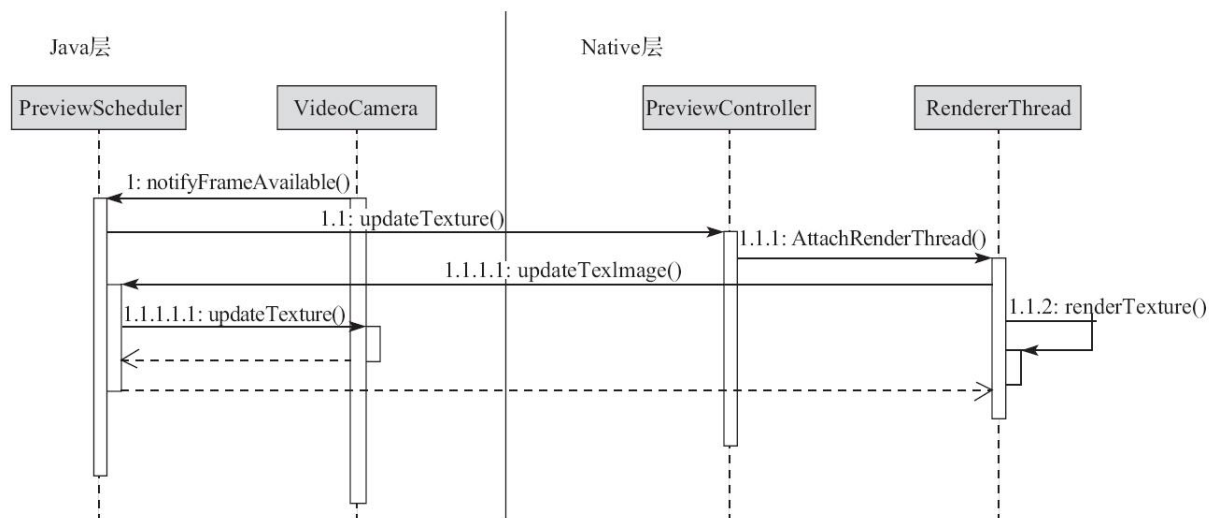 Java层
Native层
PreviewScheduler
VideoCamera
PreviewController
RendererThread
1: notifyFrameAvailable()
1.1: updateTexture()
1.1.1: AttachRenderThread()
1.1.1.1: updateTexImage()
1.1.1.1.1: updateTexture()
1.1.2: renderTexture()